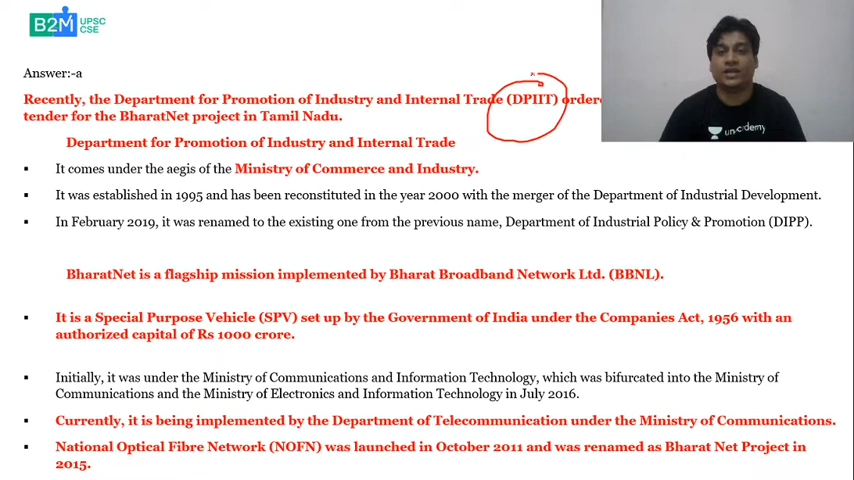 B2M UPSC
CSE
Answer:-a
Recently, the Department for Promotion of Industry and Internal Trade (DPIIT) ordere
tender for the BharatNet project in Tamil Nadu.
unacademy
Department for Promotion of Industry and Internal Trade
▪ It comes under the aegis of the Ministry of Commerce and Industry.
▪ It was established in 1995 and has been reconstituted in the year 2000 with the merger of the Department of Industrial Development.
▪ In February 2019, it was renamed to the existing one from the previous name, Department of Industrial Policy & Promotion (DIPP).
BharatNet is a flagship mission implemented by Bharat Broadband Network Ltd. (BBNL).
▪ It is a Special Purpose Vehicle (SPV) set up by the Government of India under the Companies Act, 1956 with an
authorized capital of Rs 1000 crore.
▪ Initially, it was under the Ministry of Communications and Information Technology, which was bifurcated into the Ministry of
Communications and the Ministry of Electronics and Information Technology in July 2016.
▪ Currently, it is being implemented by the Department of Telecommunication under the Ministry of Communications.
▪ National Optical Fibre Network (NOFN) was launched in October 2011 and was renamed as Bharat Net Project in
2015.